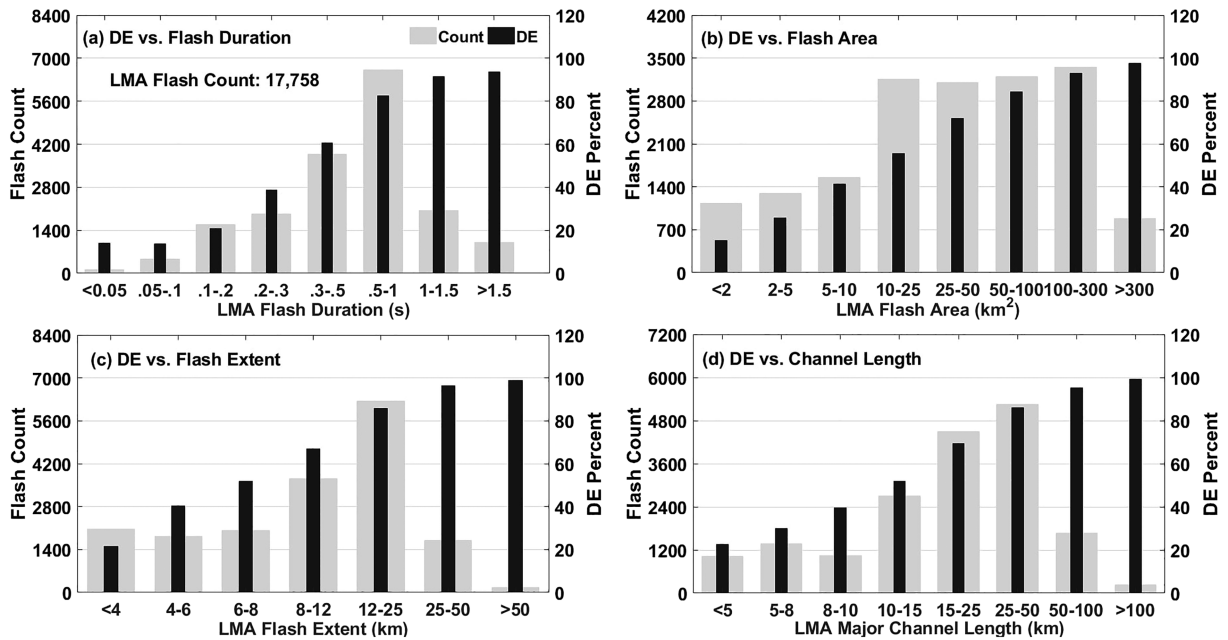 (a) DE vs. Flash Duration
Count DE
LMA Flash Count: 17,758
Flash Count
8400
7000
5600
4200
2800
1400
0
DE Percent
120
100
80
60
40
20
0
<0.05 .05-.1 .1-.2 .2-.3 .3-.5 .5-1 1-1.5 >1.5
LMA Flash Duration (s)
(b) DE vs. Flash Area
Flash Count
4200
3500
2800
2100
1400
700
0
DE Percent
120
100
80
60
40
20
0
<2 2-5 5-10 10-25 25-50 50-100 100-300 >300
LMA Flash Area (km²)
(c) DE vs. Flash Extent
Flash Count
8400
7000
5600
4200
2800
1400
0
DE Percent
120
100
80
60
40
20
0
<4 4-6 6-8 8-12 12-25 25-50 >50
LMA Flash Extent (km)
(d) DE vs. Channel Length
Flash Count
7200
6000
4800
3600
2400
1200
0
DE Percent
120
100
80
60
40
20
0
<5 5-8 8-10 10-15 15-25 25-50 50-100 >100
LMA Major Channel Length (km)